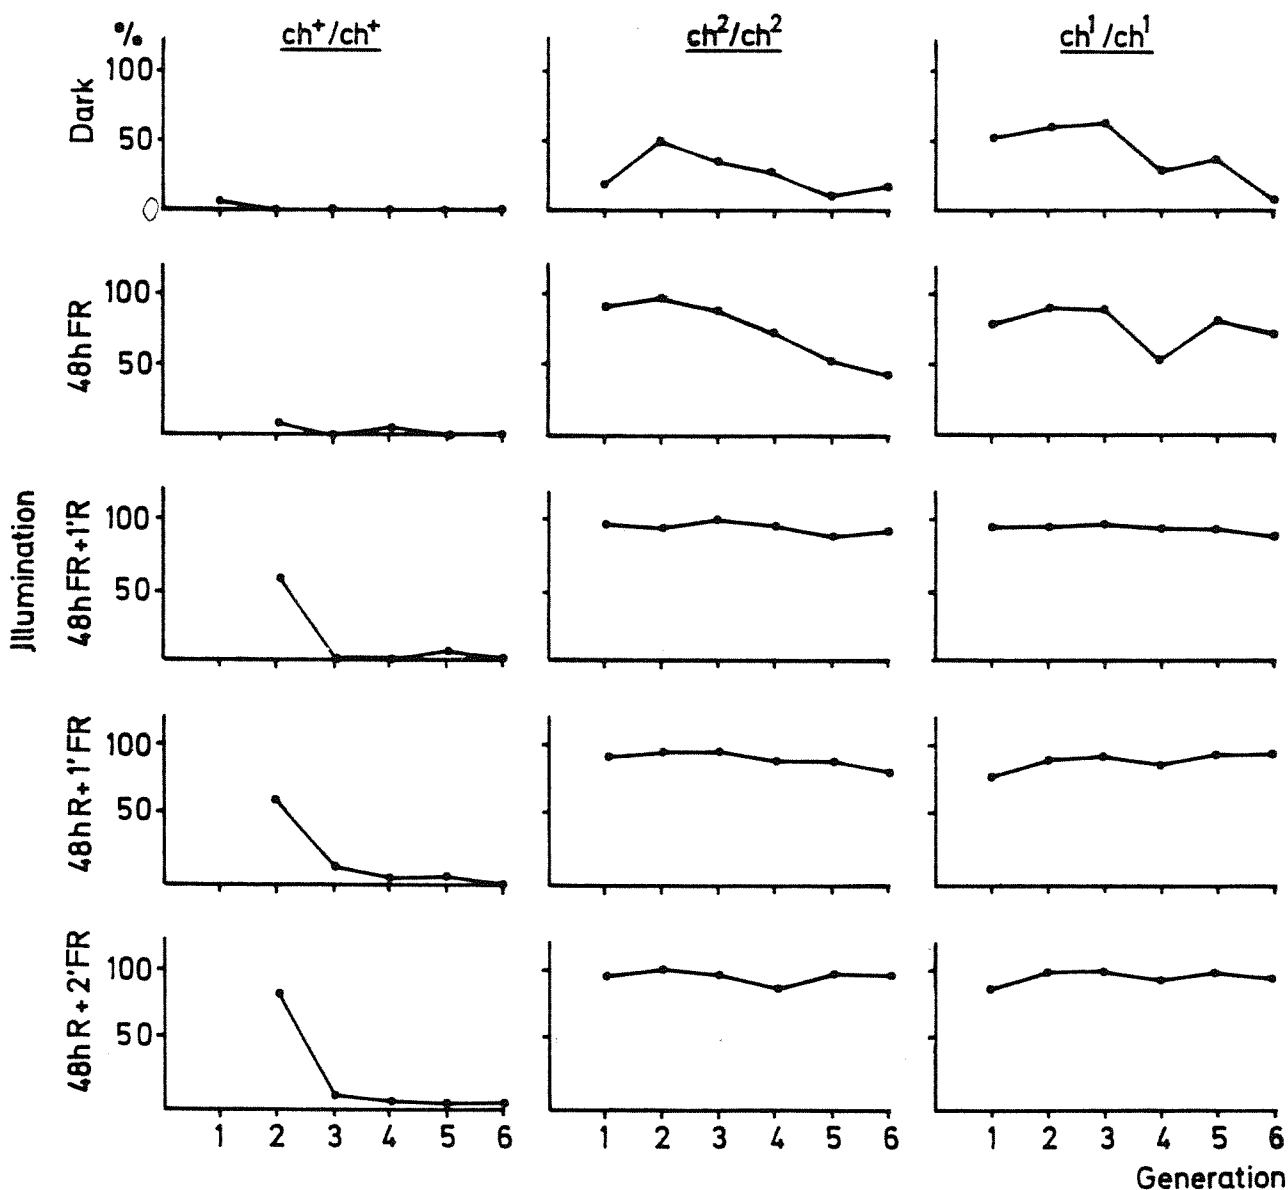 % ch⁺/ch⁺ ch²/ch² ch¹/ch¹
Dark
100
50
0
48h FR
100
50
Jllumination
48h FR+1'R
100
50
48h R+1'FR
100
50
48h R+2'FR
100
50
1 2 3 4 5 6 1 2 3 4 5 6 1 2 3 4 5 6
Generation